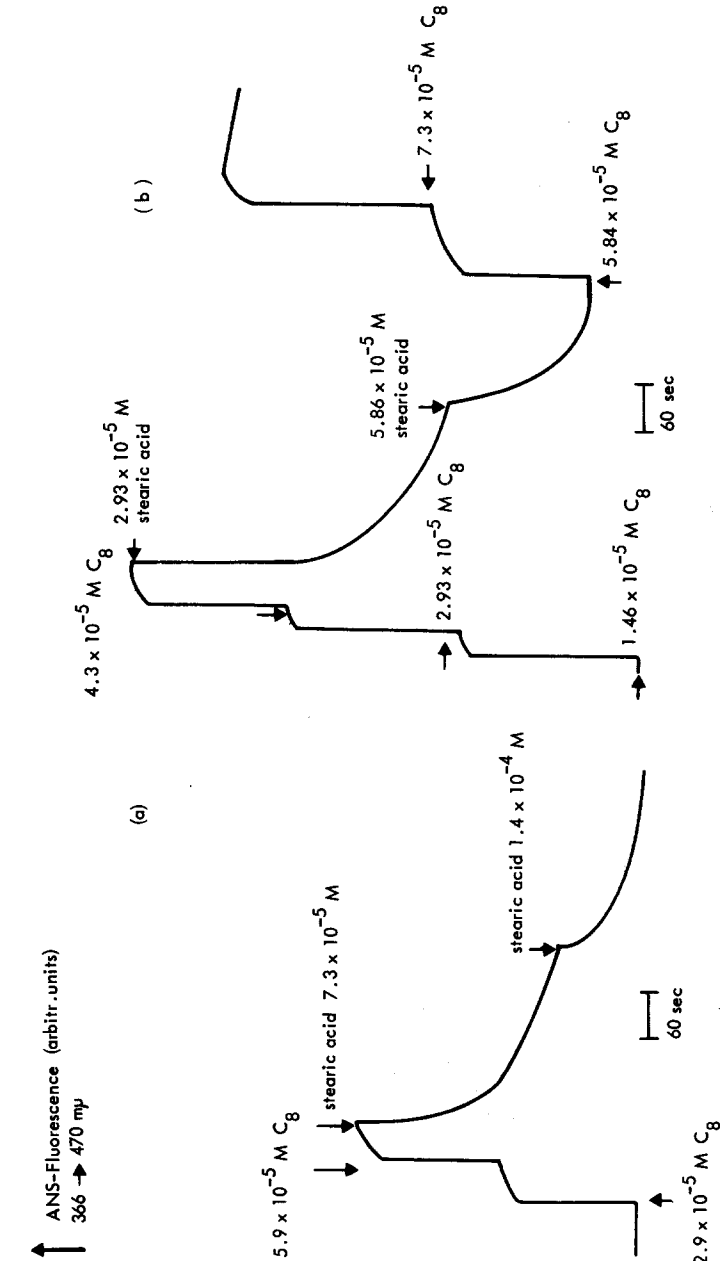 ANS-Fluorescence (arbitr.units)
366 → 470 mµ
(a)
5.9 x 10⁻⁵ M C₈
stearic acid 7.3 x 10⁻⁵ M
stearic acid 1.4 x 10⁻⁴ M
2.9 x 10⁻⁵ M C₈
60 sec
(b)
4.3 x 10⁻⁵ M C₈
2.93 x 10⁻⁵ M
stearic acid
5.86 x 10⁻⁵ M
stearic acid
7.3 x 10⁻⁵ M C₈
2.93 x 10⁻⁵ M C₈
5.84 x 10⁻⁵ M C₈
1.46 x 10⁻⁵ M C₈
60 sec